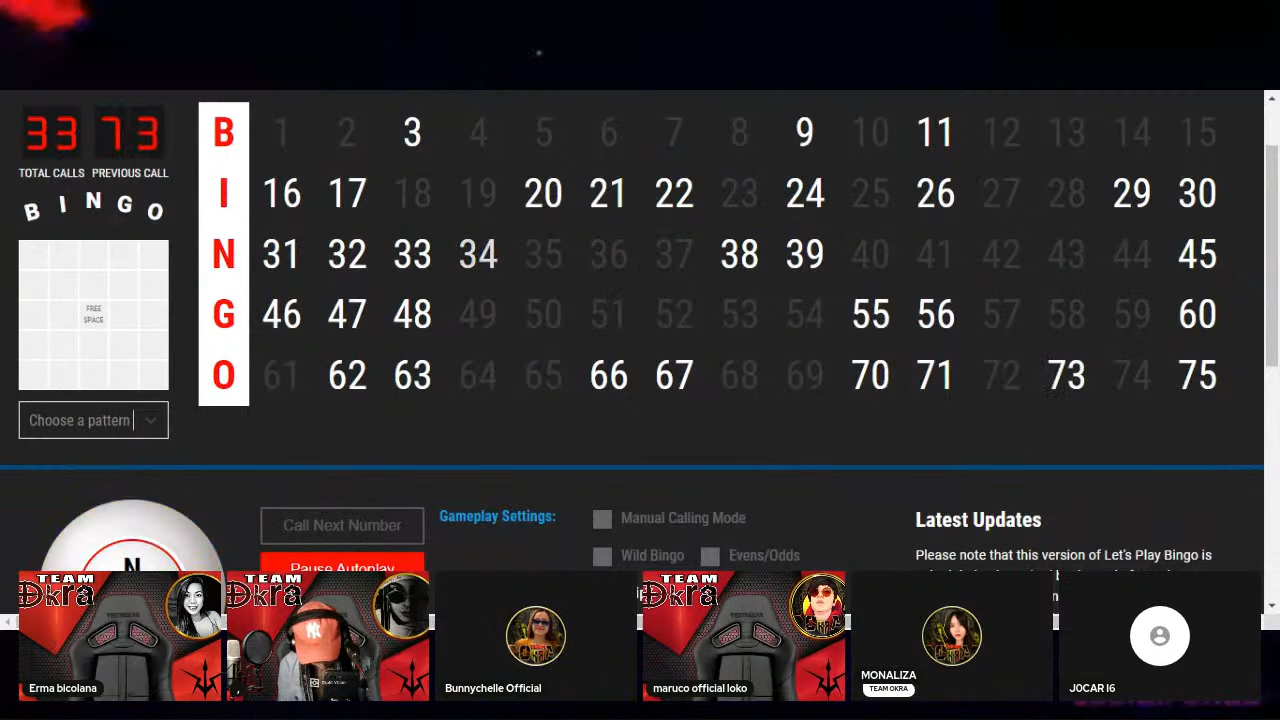 33 73
TOTAL CALLS PREVIOUS CALL
B I N G O
FREE
SPACE
Choose a pattern
B 1 2 3 4 5 6 7 8 9 10 11 12 13 14 15
I 16 17 18 19 20 21 22 23 24 25 26 27 28 29 30
N 31 32 33 34 35 36 37 38 39 40 41 42 43 44 45
G 46 47 48 49 50 51 52 53 54 55 56 57 58 59 60
O 61 62 63 64 65 66 67 68 69 70 71 72 73 74 75
N
Call Next Number
Pause Autoplay
Gameplay Settings:
Manual Calling Mode
Wild Bingo Evens/Odds
Latest Updates
Please note that this version of Let's Play Bingo is
TEAM
Okra
Erma bicolana
TEAM
Okra
Bunnychelle Official
TEAM
Okra
maruco official loko
MONALIZA
TEAM OKRA
JOCAR I6